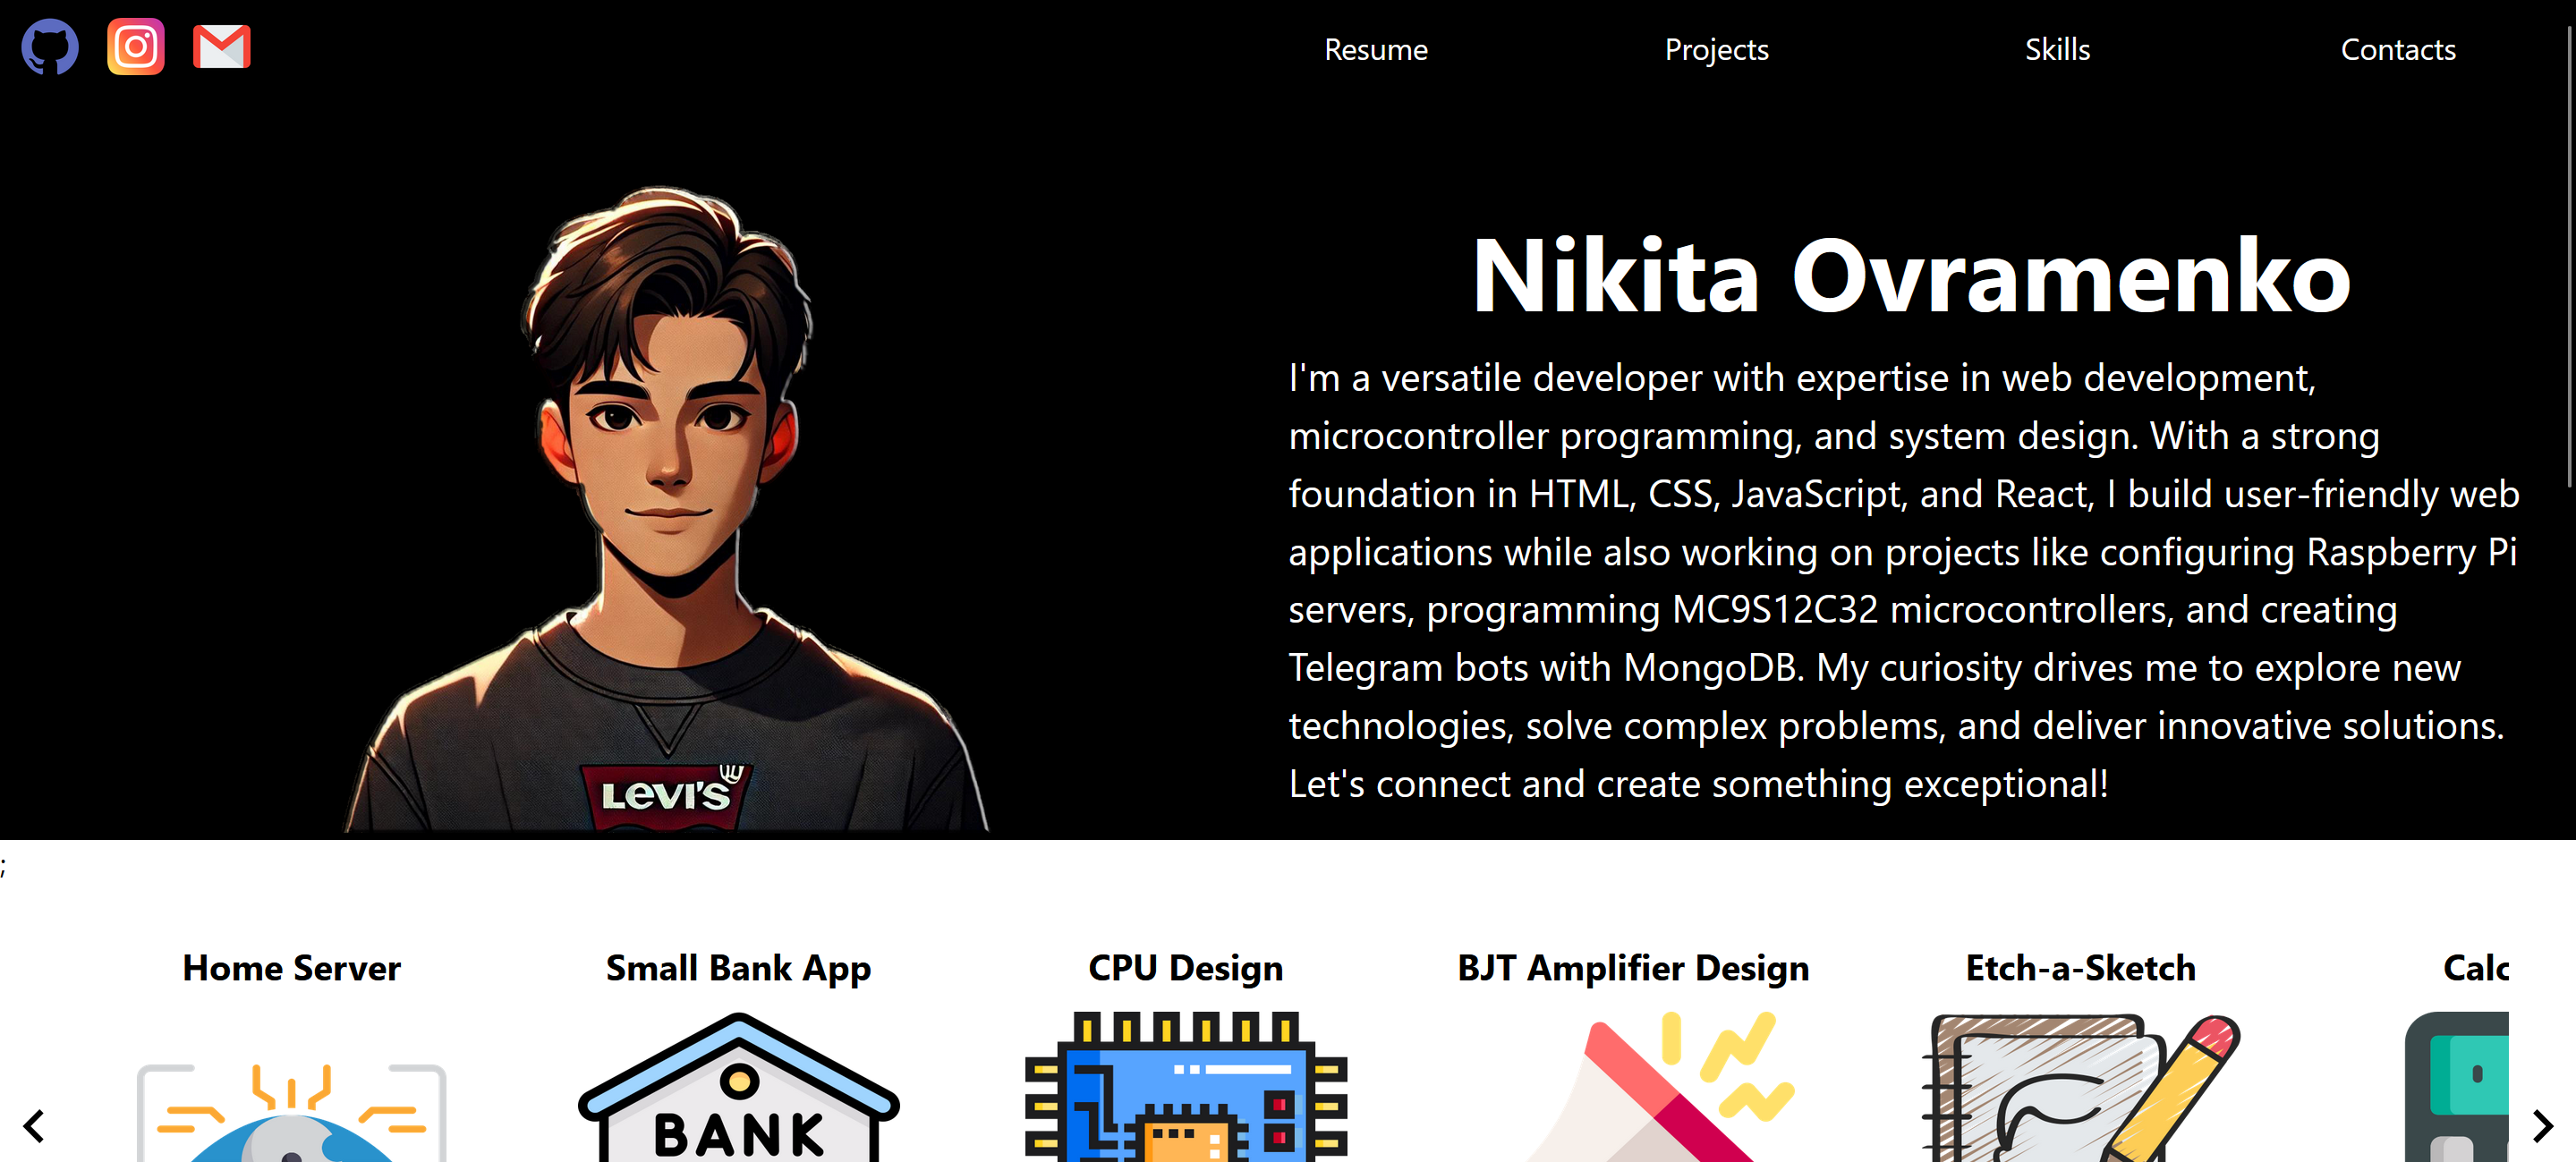 Resume Projects Skills Contacts
Nikita Ovramenko
I'm a versatile developer with expertise in web development,
microcontroller programming, and system design. With a strong
foundation in HTML, CSS, JavaScript, and React, I build user-friendly web
applications while also working on projects like configuring Raspberry Pi
servers, programming MC9S12C32 microcontrollers, and creating
Telegram bots with MongoDB. My curiosity drives me to explore new
technologies, solve complex problems, and deliver innovative solutions.
Let's connect and create something exceptional!
Levi's
;
Home Server Small Bank App CPU Design BJT Amplifier Design Etch-a-Sketch Calc
BANK